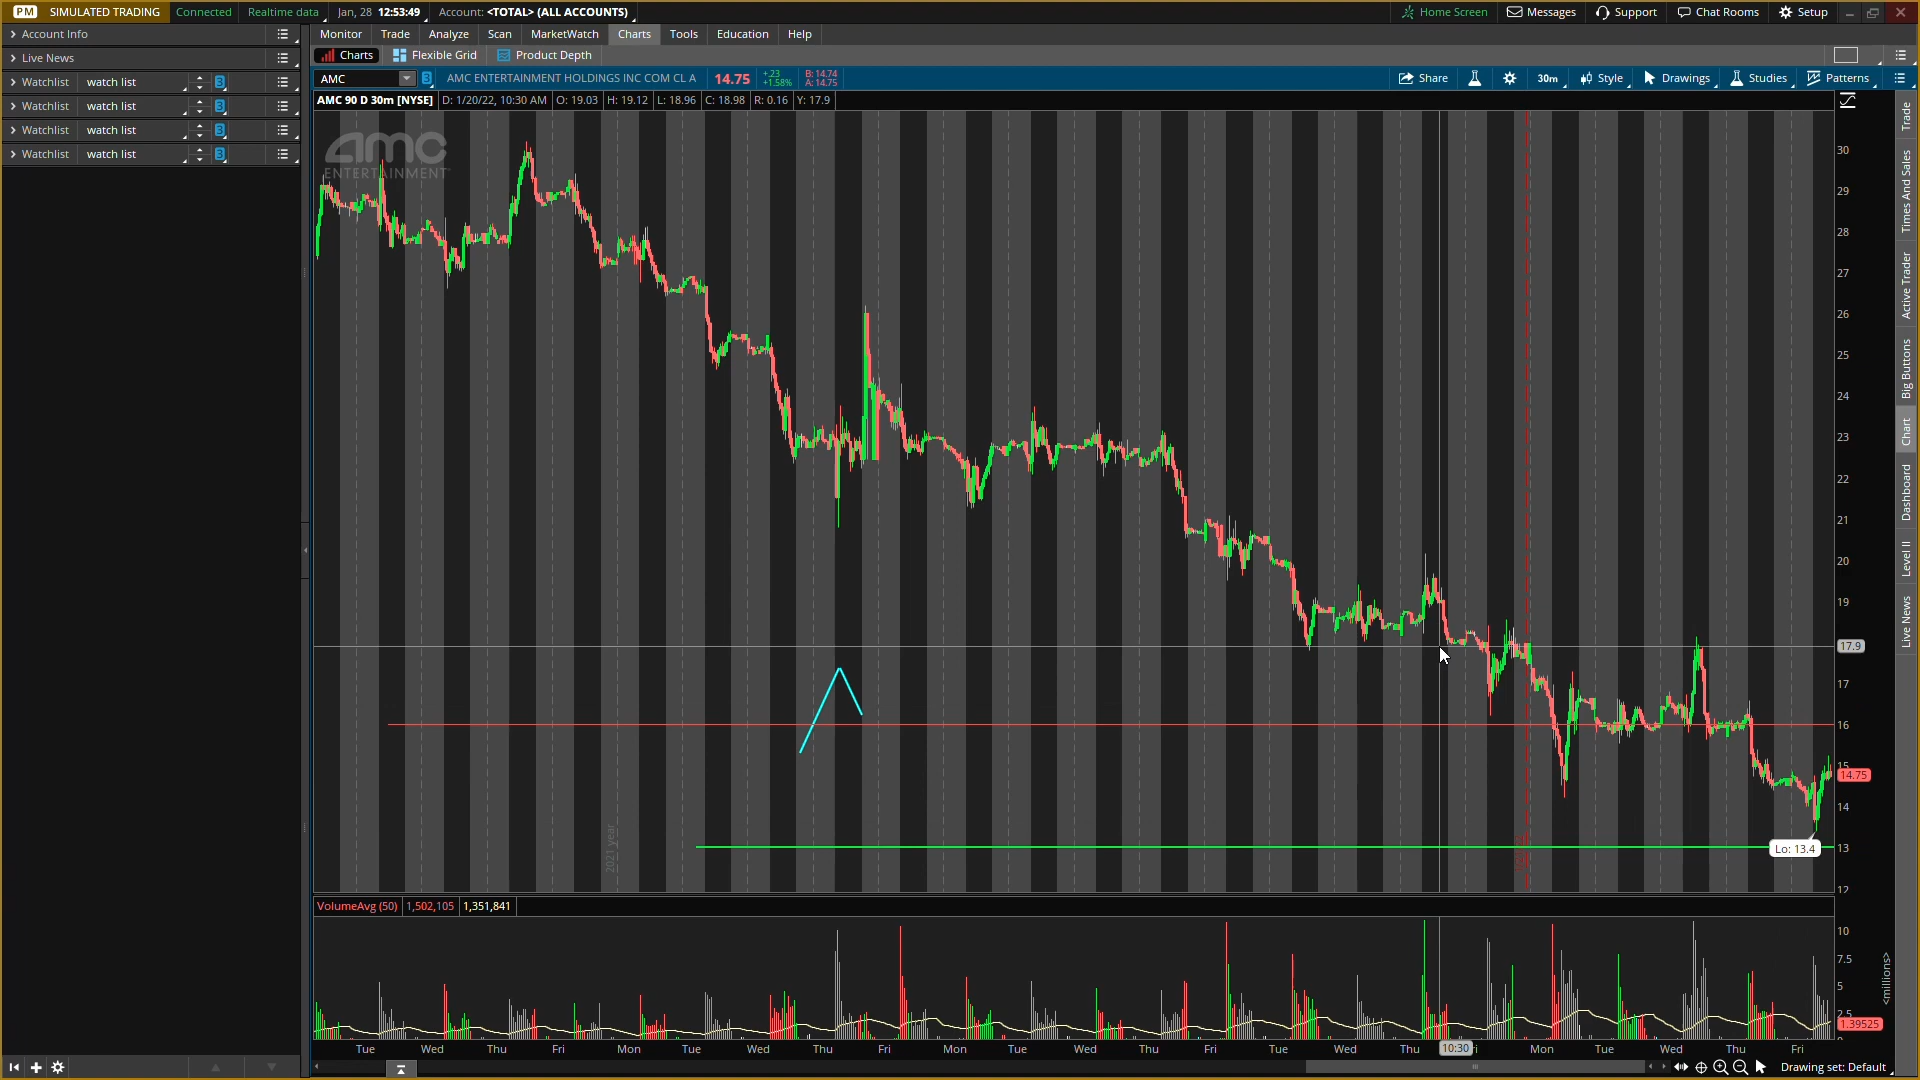 PM SIMULATED TRADING Connected Realtime data Jan, 28 12:53:49 Account: <TOTAL> (ALL ACCOUNTS) Home Screen Messages Support Chat Rooms Setup
Account Info
Live News
Watchlist watch list 3
Watchlist watch list 3
Watchlist watch list 3
Watchlist watch list 3
Monitor Trade Analyze Scan MarketWatch Charts Tools Education Help
Charts Flexible Grid Product Depth
AMC 3 AMC ENTERTAINMENT HOLDINGS INC COM CL A 14.75 +.23 +1.58% B: 14.74 A: 14.75 Share 30m Style Drawings Studies Patterns
AMC 90 D 30m [NYSE] D: 1/20/22, 10:30 AM O: 19.03 H: 19.12 L: 18.96 C: 18.98 R: 0.16 Y: 17.9
amc
ENTERTAINMENT
30
29
28
27
26
25
24
23
22
21
20
19
17.9
17
16
15
14.75
14
13
12
Lo: 13.4
2021 year
VolumeAvg (50) 1,502,105 1,351,841
10
7.5
5
2.5
1.39525
<millions>
Tue Wed Thu Fri Mon Tue Wed Thu Fri Mon Tue Wed Thu Fri Tue Wed Thu 10:30 Mon Tue Wed Thu Fri
Drawing set: Default
Trade
Times And Sales
Active Trader
Big Buttons
Chart
Dashboard
Level II
Live News